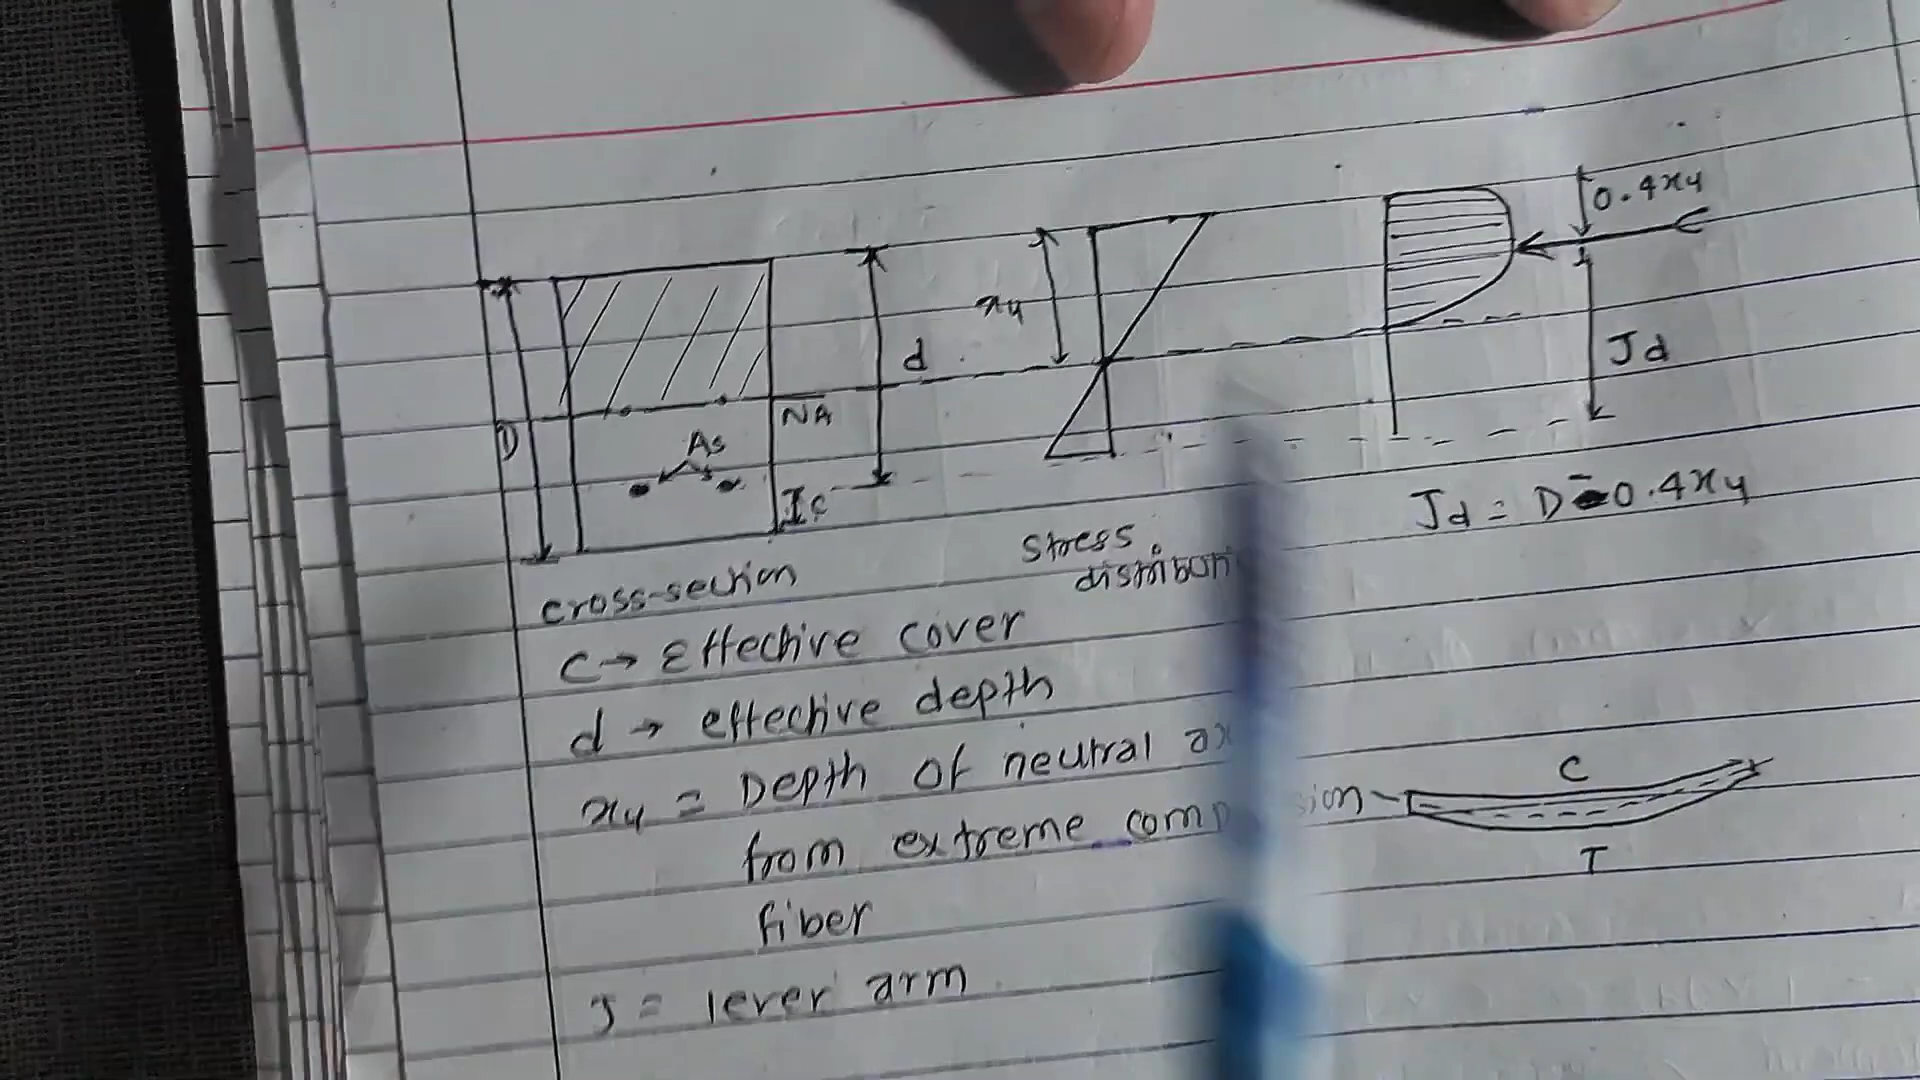 0.4xu
C
xu
d
Jd
NA
D
As
Ic
Jd = D-0.4xu
stress
cross-section
C→ Effective cover
d → effective depth
xu = Depth of neutral
from extreme
C
fiber
T
J = lever arm